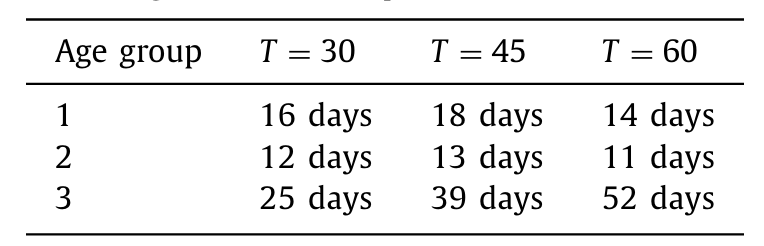 Age group T = 30 T = 45 T = 60
1 16 days 18 days 14 days
2 12 days 13 days 11 days
3 25 days 39 days 52 days